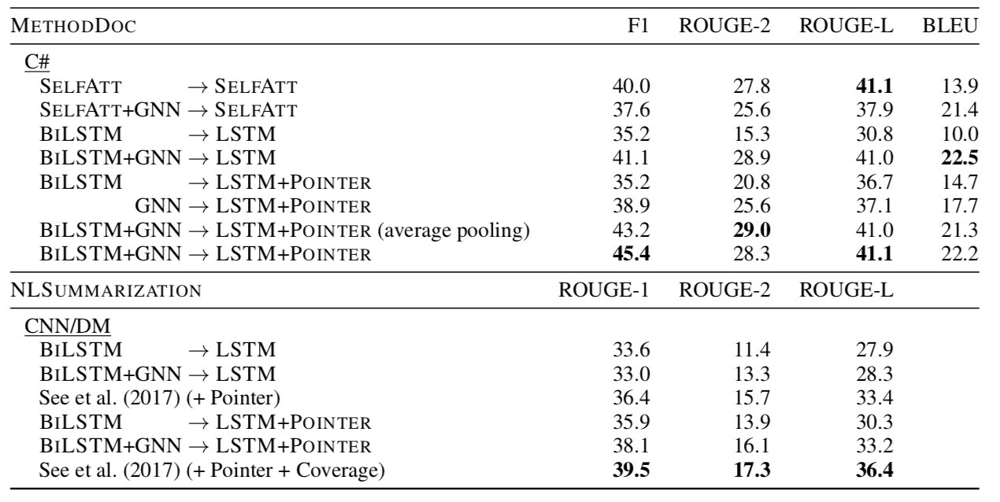 METHODDOC F1 ROUGE-2 ROUGE-L BLEU
C#
SELFATT → SELFATT 40.0 27.8 41.1 13.9
SELFATT+GNN → SELFATT 37.6 25.6 37.9 21.4
BILSTM → LSTM 35.2 15.3 30.8 10.0
BILSTM+GNN → LSTM 41.1 28.9 41.0 22.5
BILSTM → LSTM+POINTER 35.2 20.8 36.7 14.7
GNN → LSTM+POINTER 38.9 25.6 37.1 17.7
BILSTM+GNN → LSTM+POINTER (average pooling) 43.2 29.0 41.0 21.3
BILSTM+GNN → LSTM+POINTER 45.4 28.3 41.1 22.2
NLSUMMARIZATION ROUGE-1 ROUGE-2 ROUGE-L
CNN/DM
BILSTM → LSTM 33.6 11.4 27.9
BILSTM+GNN → LSTM 33.0 13.3 28.3
See et al. (2017) (+ Pointer) 36.4 15.7 33.4
BILSTM → LSTM+POINTER 35.9 13.9 30.3
BILSTM+GNN → LSTM+POINTER 38.1 16.1 33.2
See et al. (2017) (+ Pointer + Coverage) 39.5 17.3 36.4